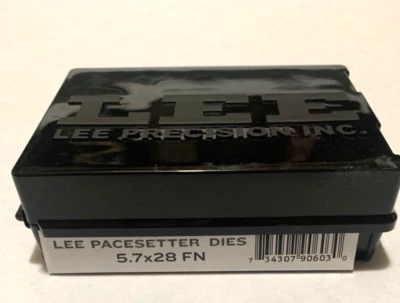 LEE
LEE PRECISION INC.
LEE PACESETTER DIES
5.7x28 FN
7 34307 90603 0